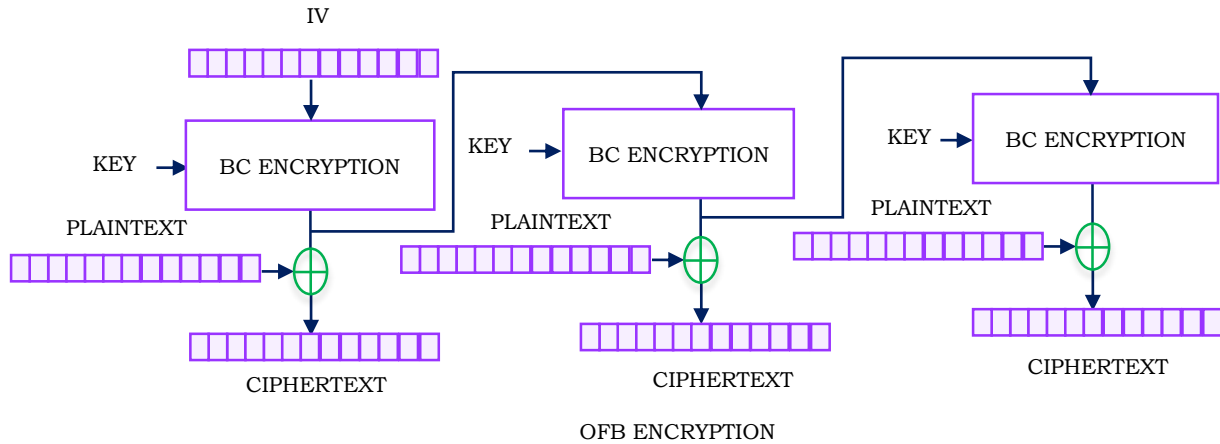 IV
KEY
BC ENCRYPTION
PLAINTEXT
CIPHERTEXT
KEY
BC ENCRYPTION
PLAINTEXT
CIPHERTEXT
KEY
BC ENCRYPTION
PLAINTEXT
CIPHERTEXT
OFB ENCRYPTION